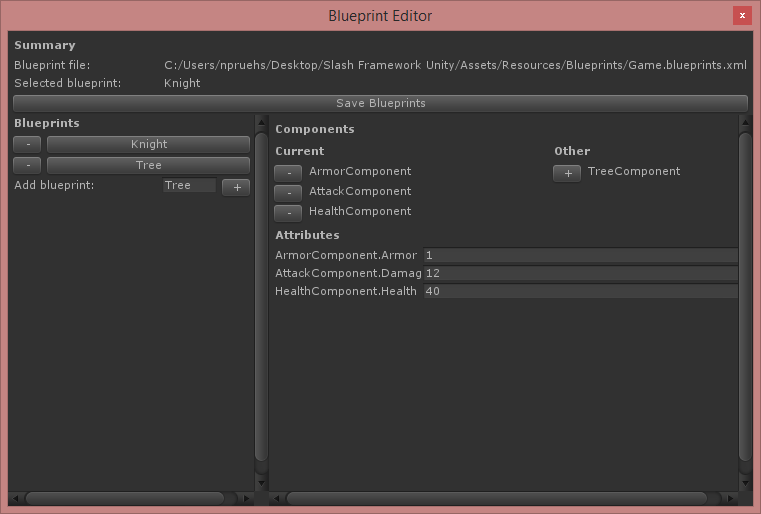 Blueprint Editor
x
Summary
Blueprint file: C:/Users/npruehs/Desktop/Slash Framework Unity/Assets/Resources/Blueprints/Game.blueprints.xml
Selected blueprint: Knight
Save Blueprints
Blueprints
- Knight
- Tree
Add blueprint: Tree +
Components
Current Other
- ArmorComponent + TreeComponent
- AttackComponent
- HealthComponent
Attributes
ArmorComponent.Armor 1
AttackComponent.Damag 12
HealthComponent.Health 40